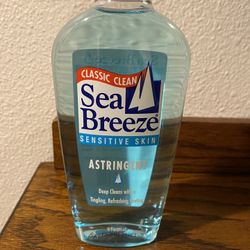 CLASSIC CLEAN
Sea
Breeze
SENSITIVE SKIN
ASTRINGENT
Deep Cleans with
Tingling, Refreshing